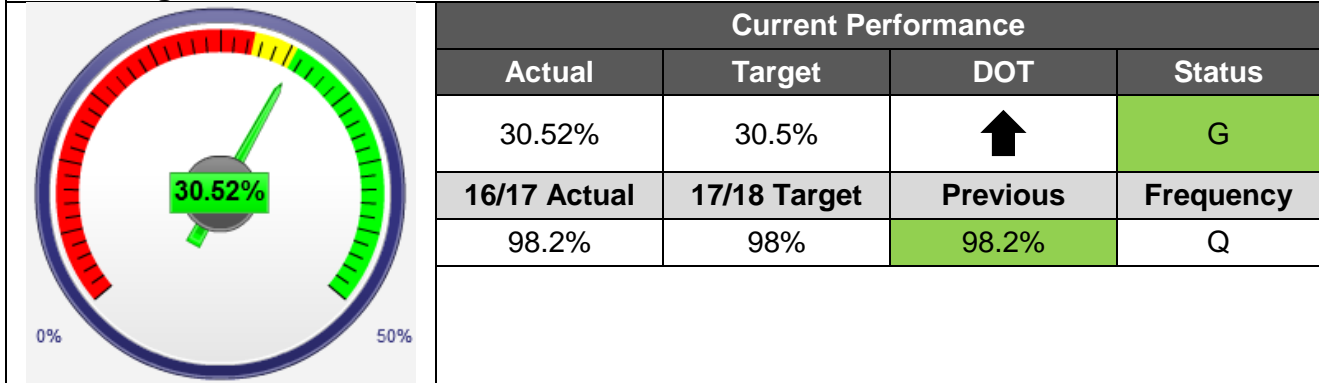 Current Performance
Actual Target DOT Status
30.52% 30.5% G
16/17 Actual 17/18 Target Previous Frequency
98.2% 98% 98.2% Q
30.52%
0% 50%